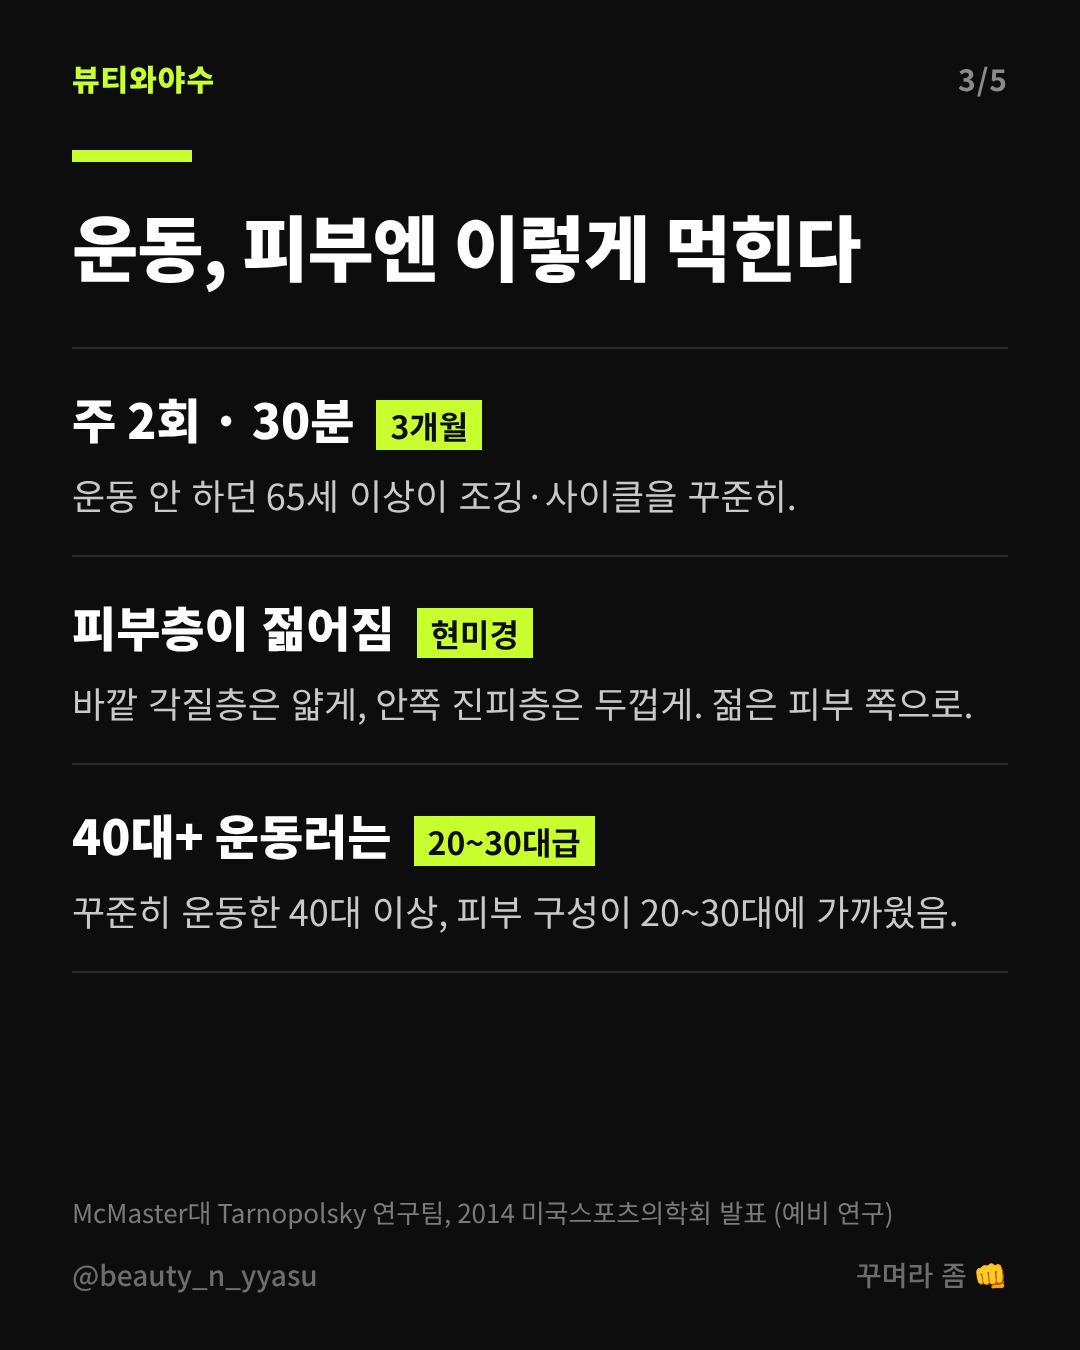 뷰티와야수
3/5
운동, 피부엔 이렇게 먹힌다
주 2회 · 30분 3개월
운동 안 하던 65세 이상이 조깅·사이클을 꾸준히.
피부층이 젊어짐 현미경
바깥 각질층은 얇게, 안쪽 진피층은 두껍게. 젊은 피부 쪽으로.
40대+ 운동러는 20~30대급
꾸준히 운동한 40대 이상, 피부 구성이 20~30대에 가까웠음.
McMaster대 Tarnopolsky 연구팀, 2014 미국스포츠의학회 발표 (예비 연구)
@beauty_n_yyasu
꾸며라 좀 👊